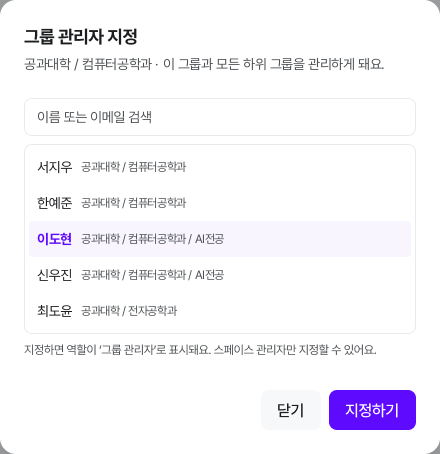 그룹 관리자 지정
공과대학 / 컴퓨터공학과 · 이 그룹과 모든 하위 그룹을 관리하게 돼요.
이름 또는 이메일 검색
서지우 공과대학 / 컴퓨터공학과
한예준 공과대학 / 컴퓨터공학과
이도현 공과대학 / 컴퓨터공학과 / AI전공
신우진 공과대학 / 컴퓨터공학과 / AI전공
최도윤 공과대학 / 전자공학과
지정하면 역할이 '그룹 관리자'로 표시돼요. 스페이스 관리자만 지정할 수 있어요.
닫기 지정하기